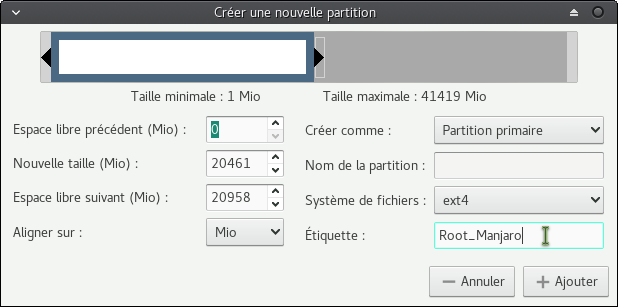 Créer une nouvelle partition
Taille minimale : 1 Mio Taille maximale : 41419 Mio
Espace libre précédent (Mio) : 0 Créer comme : Partition primaire
Nouvelle taille (Mio) : 20461 Nom de la partition :
Espace libre suivant (Mio) : 20958 Système de fichiers : ext4
Aligner sur : Mio Étiquette : Root_Manjaro
Annuler Ajouter